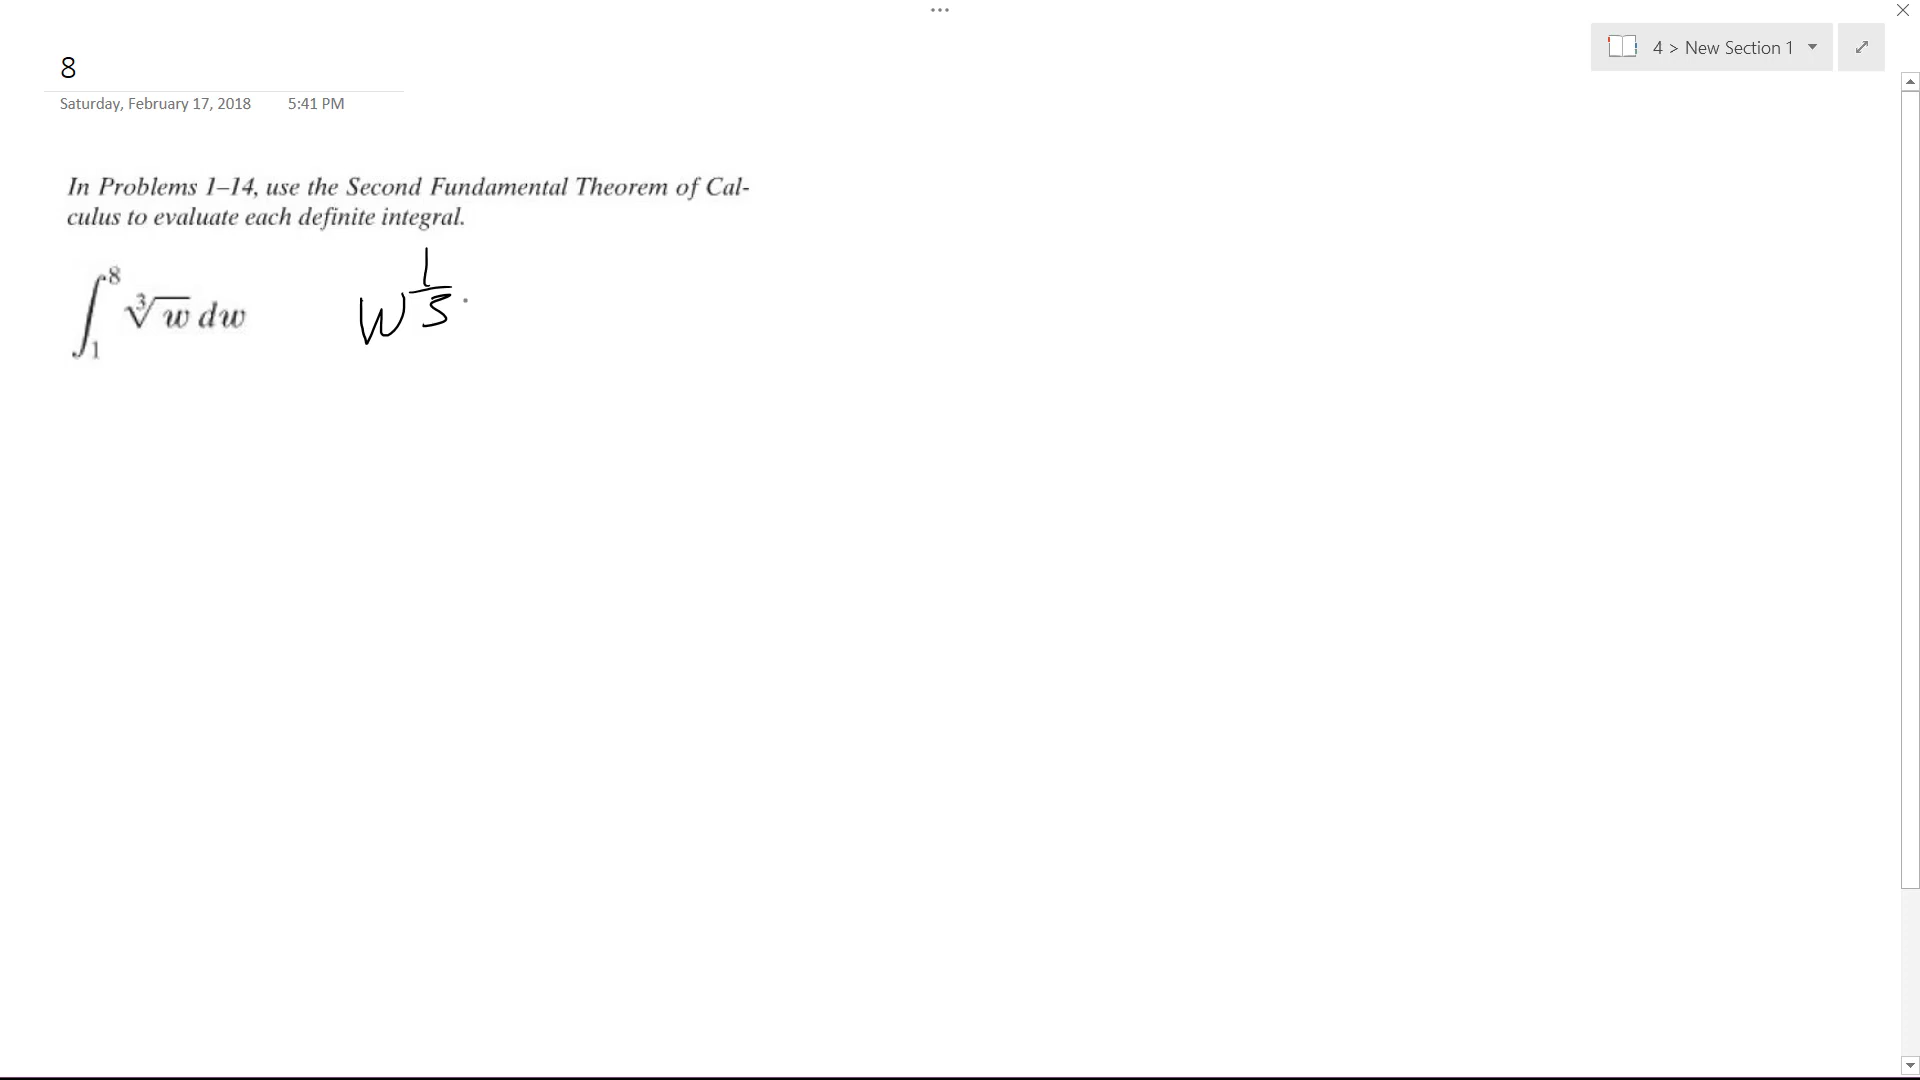 4 > New Section 1
8
Saturday, February 17, 2018 5:41 PM
In Problems 1–14, use the Second Fundamental Theorem of Cal-
culus to evaluate each definite integral.
∫₁⁸ ∛w dw w^(1/3)